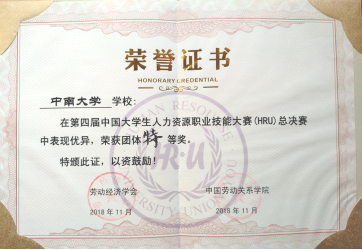 荣誉证书
HONORARY CREDENTIAL
中南大学 学校：
在第四届中国大学生人力资源职业技能大赛(HRU)总决赛
中表现优异，荣获团体特等奖。
特颁此证，以资鼓励！
HR·U
劳动经济学会 中国劳动关系学院
2018年11月 2018年11月